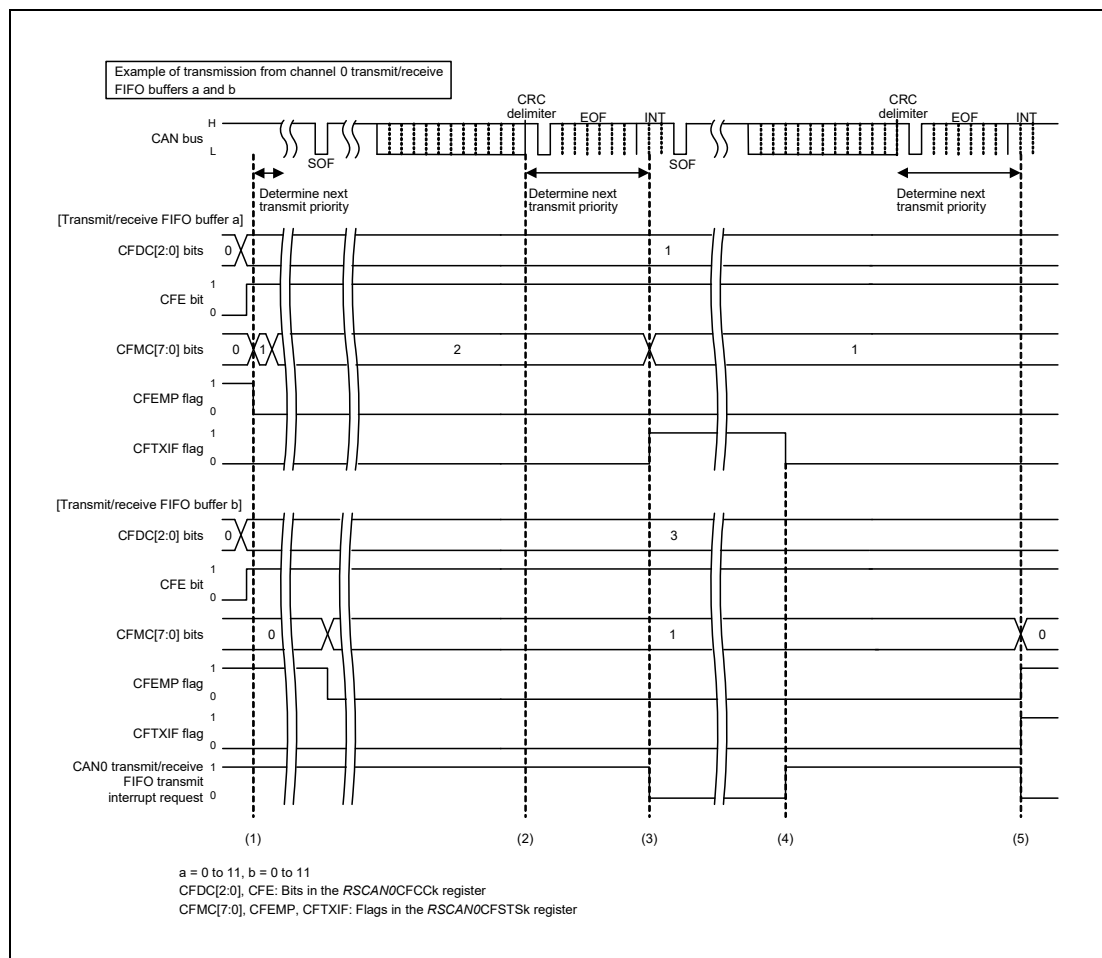 Example of transmission from channel 0 transmit/receive
FIFO buffers a and b
CRC
delimiter
EOF
INT
CRC
delimiter
EOF
INT
H
CAN bus
L
SOF
SOF
Determine next
transmit priority
Determine next
transmit priority
Determine next
transmit priority
[Transmit/receive FIFO buffer a]
CFDC[2:0] bits
0
1
CFE bit
1
0
CFMC[7:0] bits
0
1
2
1
CFEMP flag
1
0
CFTXIF flag
1
0
[Transmit/receive FIFO buffer b]
CFDC[2:0] bits
0
3
CFE bit
1
0
CFMC[7:0] bits
0
1
0
CFEMP flag
1
0
CFTXIF flag
1
0
CAN0 transmit/receive
FIFO transmit
interrupt request
1
0
(1)
(2)
(3)
(4)
(5)
a = 0 to 11, b = 0 to 11
CFDC[2:0], CFE: Bits in the RSCAN0CFCCk register
CFMC[7:0], CFEMP, CFTXIF: Flags in the RSCAN0CFSTSk register